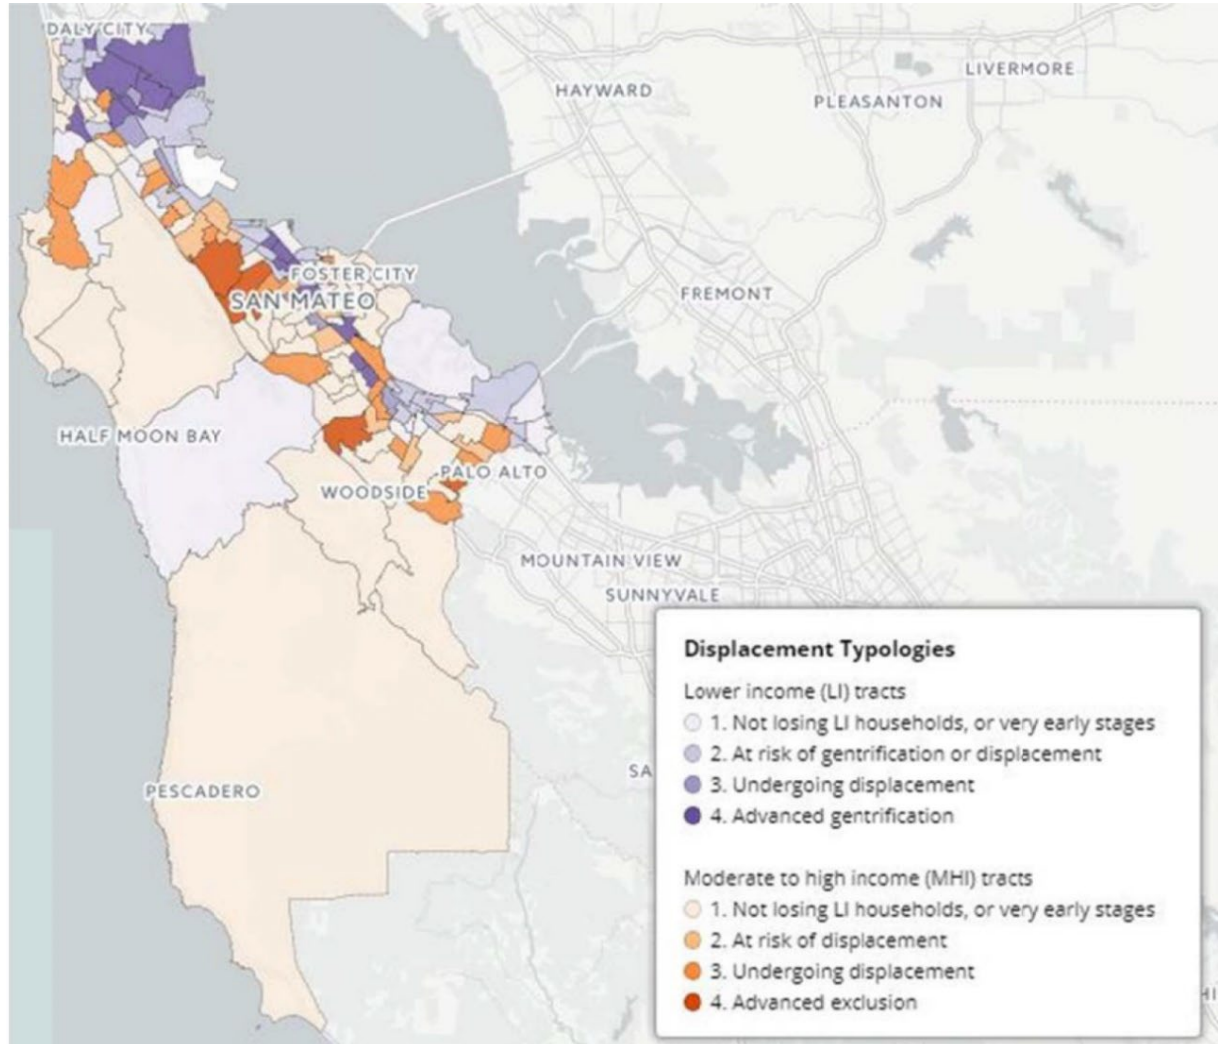 DALY CITY
HAYWARD
LIVERMORE
PLEASANTON
FOSTER CITY
SAN MATEO
FREMONT
HALF MOON BAY
PALO ALTO
WOODSIDE
MOUNTAIN VIEW
SUNNYVALE
PESCADERO
SA
Displacement Typologies
Lower income (LI) tracts
1. Not losing LI households, or very early stages
2. At risk of gentrification or displacement
3. Undergoing displacement
4. Advanced gentrification
Moderate to high income (MHI) tracts
1. Not losing LI households, or very early stages
2. At risk of displacement
3. Undergoing displacement
4. Advanced exclusion